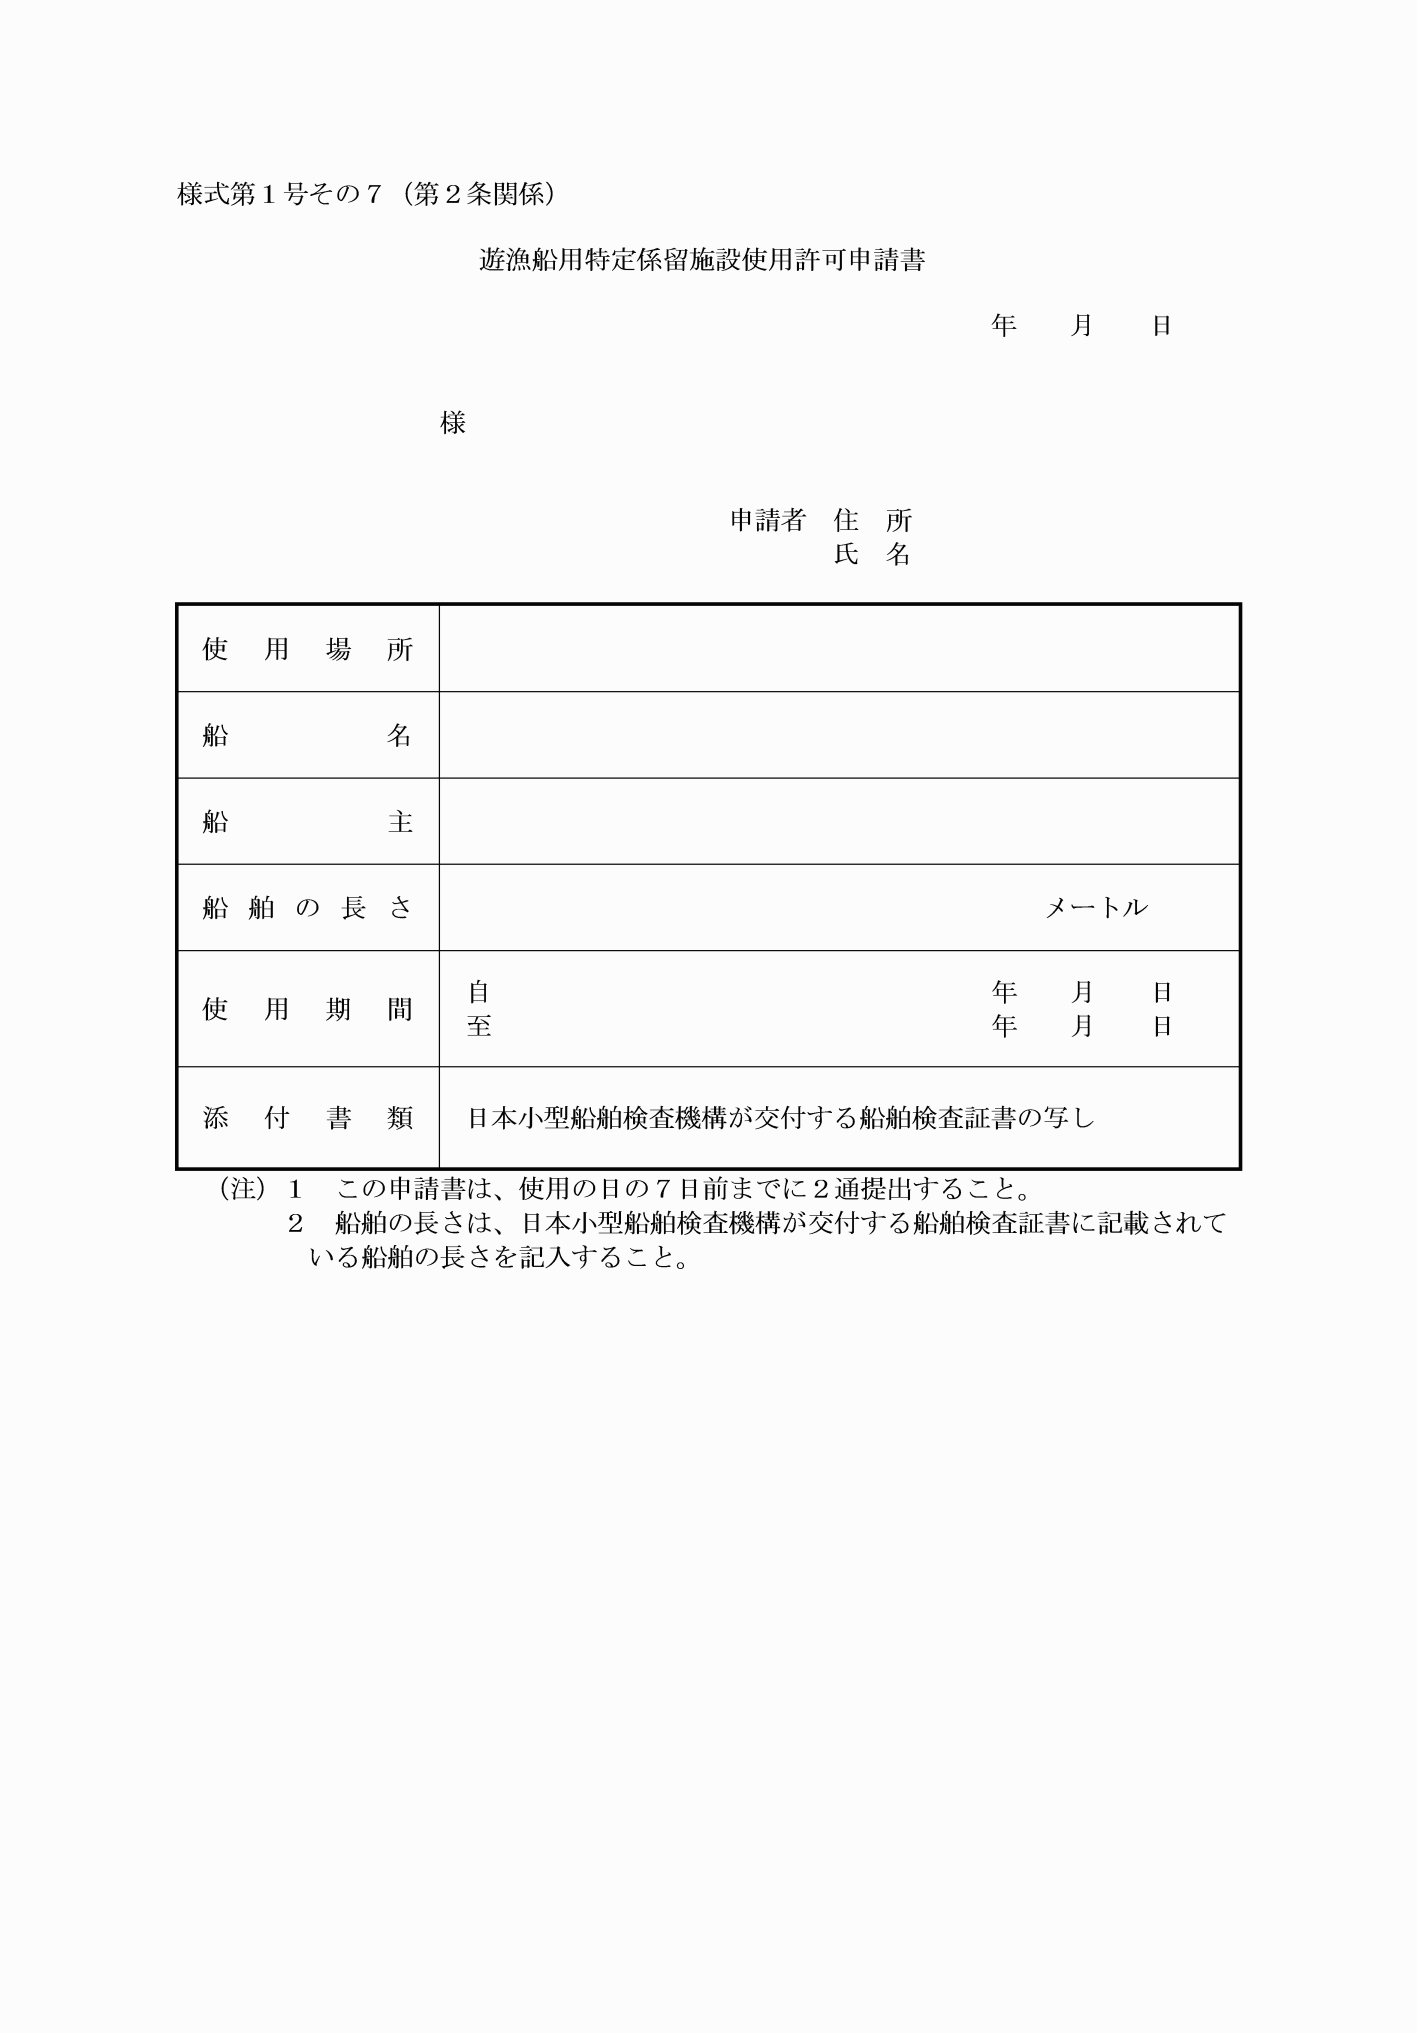 様式第１号その７（第２条関係）
遊漁船用特定係留施設使用許可申請書
年　　月　　日
様
申請者　住　所
氏　名
使用場所
船名
船主
船舶の長さ　メートル
使用期間
自　年　　月　　日
至　年　　月　　日
添付書類　日本小型船舶検査機構が交付する船舶検査証書の写し
（注）１　この申請書は、使用の日の７日前までに２通提出すること。
２　船舶の長さは、日本小型船舶検査機構が交付する船舶検査証書に記載されて
いる船舶の長さを記入すること。